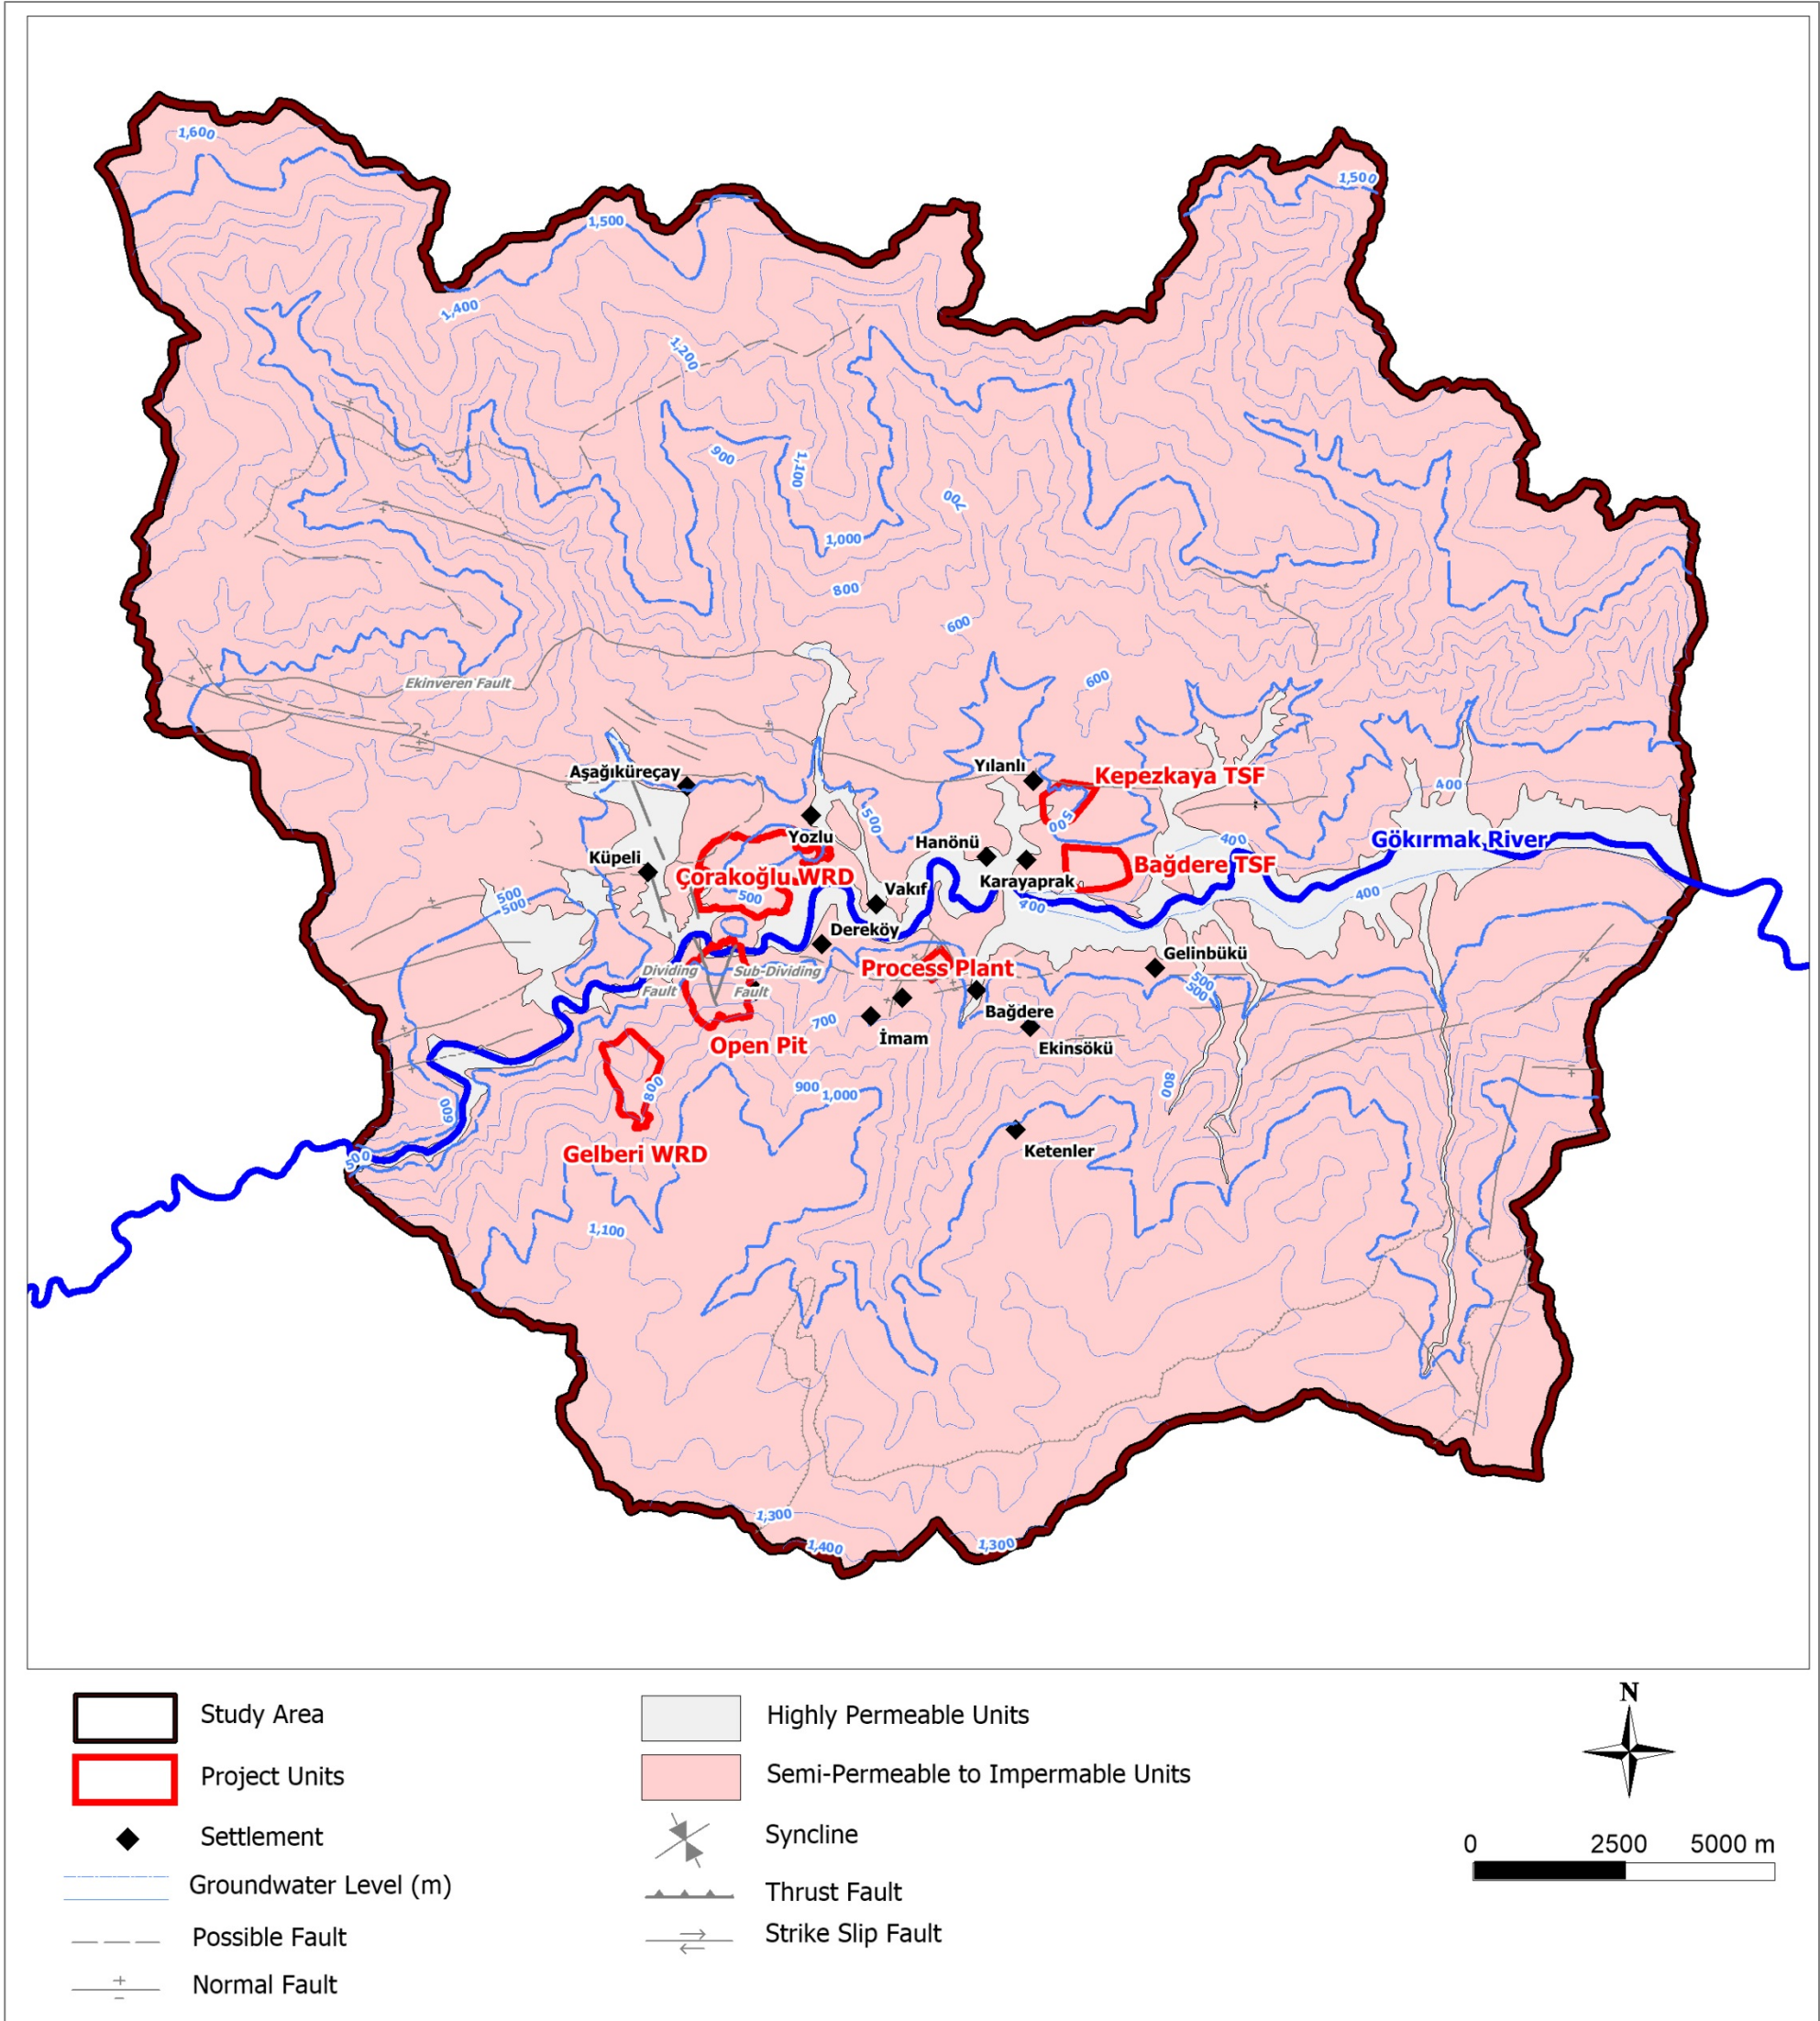 1,600
1,500
1,500
1,400
1,200
900
1,100
700
1,000
800
600
Ekinveren Fault
600
Aşağıküreçay
Yılanlı
Kepezkaya TSF
400
500
500
Yozlu
Hanönü
400
Gökırmak River
Küpeli
Çorakoğlu WRD
Karayaprak
Bağdere TSF
500
500
500
Vakıf
400
400
Dereköy
Gelinbükü
Dividing
Fault
Sub-Dividing
Fault
Process Plant
500
500
Bağdere
700
İmam
Open Pit
Ekinsökü
800
800
900
1,000
600
Ketenler
Gelberi WRD
500
1,100
1,300
1,400
1,300
Study Area
Project Units
Settlement
Groundwater Level (m)
Possible Fault
Normal Fault
Highly Permeable Units
Semi-Permeable to Impermable Units
Syncline
Thrust Fault
Strike Slip Fault
N
0 2500 5000 m